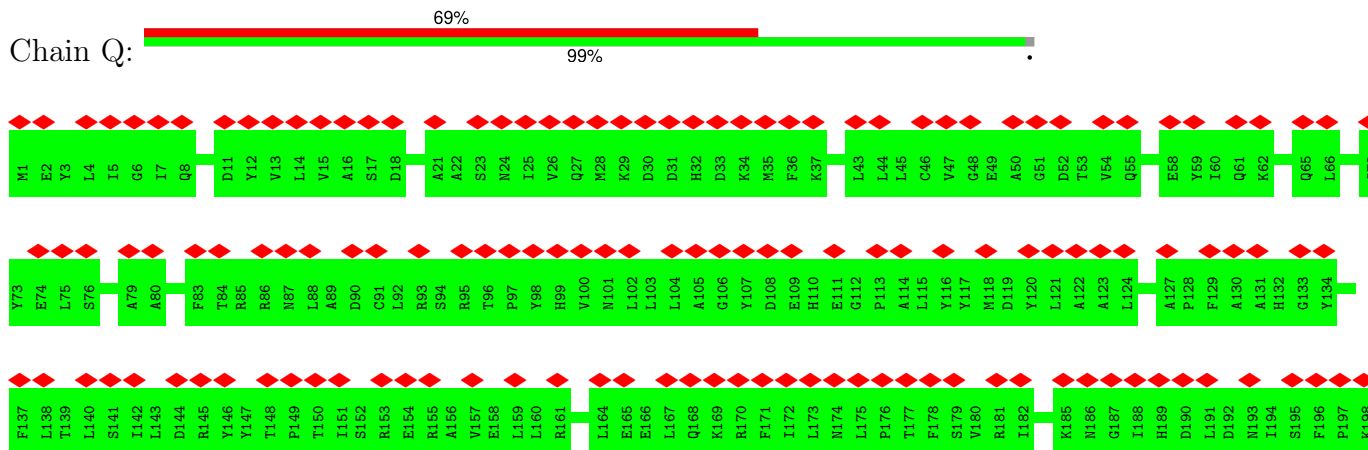 69%
Chain Q:
99%
.
M1 E2 Y3 L4 I5 G6 I7 Q8 D11 Y12 V13 L14 V15 A16 S17 D18 A21 A22 S23 N24 I25 V26 Q27 M28 K29 D30 D31 H32 D33 K34 M35 F36 K37 L43 L44 L45 C46 V47 G48 E49 A50 G51 D52 T53 V54 Q55 E58 Y59 I60 Q61 K62 Q65 L66
Y73 E74 L75 S76 A79 A80 F83 T84 R85 R86 N87 L88 A89 D90 C91 L92 R93 S94 R95 T96 P97 Y98 H99 V100 N101 L102 L103 L104 A105 G106 Y107 D108 E109 H110 E111 G112 P113 A114 L115 Y116 Y117 M118 D119 Y120 L121 A122 A123 L124 A127 P128 F129 A130 A131 H132 G133 Y134
F137 L138 T139 L140 S141 I142 L143 D144 R145 Y146 Y147 T148 P149 T150 I151 S152 R153 E154 R155 A156 V157 E158 L159 L160 R161 L164 E165 E166 L167 Q168 K169 R170 F171 I172 L173 N174 L175 P176 T177 F178 S179 V180 R181 I182 K185 N186 G187 I188 H189 D190 L191 D192 N193 I194 S195 F196 P197 K198